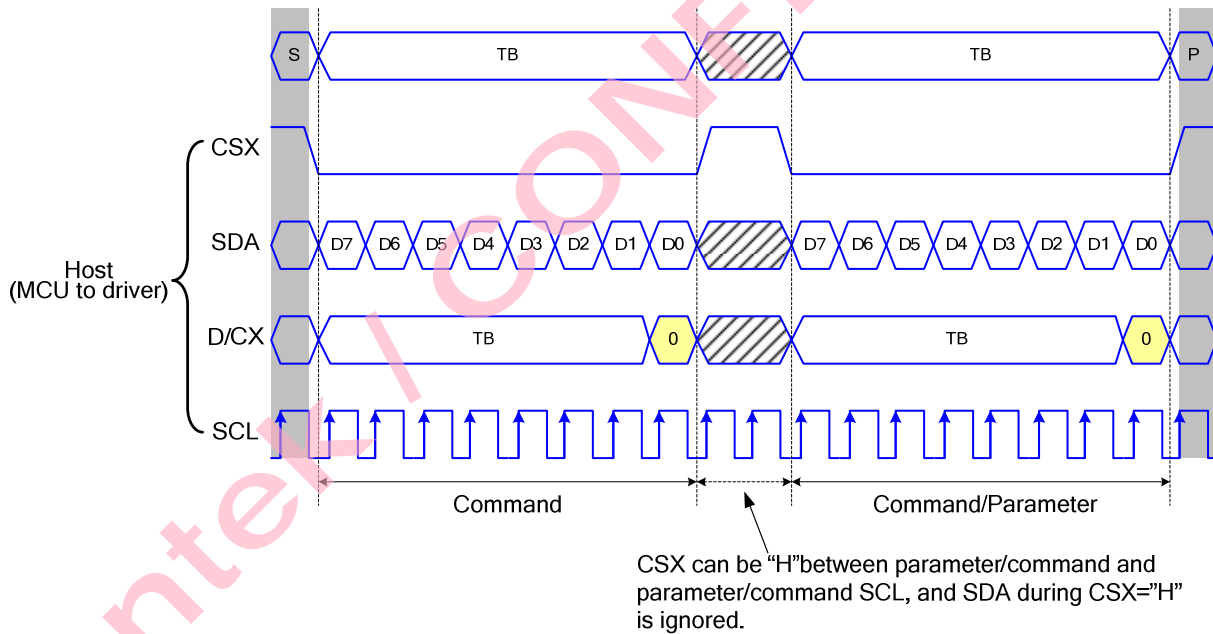 S TB TB P
CSX
SDA D7 D6 D5 D4 D3 D2 D1 D0 D7 D6 D5 D4 D3 D2 D1 D0
Host
(MCU to driver)
D/CX TB 0 TB 0
SCL
Command Command/Parameter
CSX can be “H”between parameter/command and
parameter/command SCL, and SDA during CSX=”H”
is ignored.
ntek / CONF